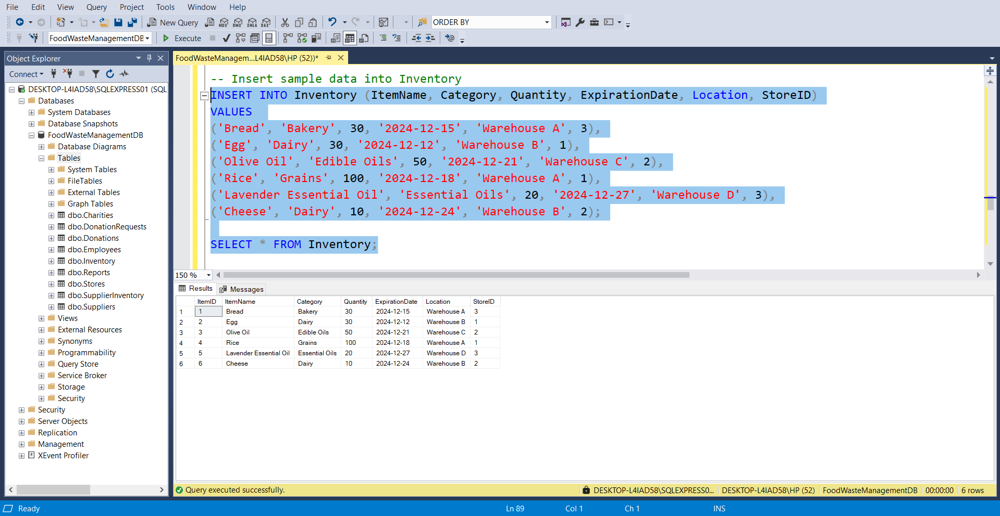 File Edit View Query Project Tools Window Help
New Query MDX DMX XMLA DAX ORDER BY
FoodWasteManagementDB Execute
Object Explorer
Connect
DESKTOP-L4IAD58\SQLEXPRESS01 (SQL
Databases
System Databases
Database Snapshots
FoodWasteManagementDB
Database Diagrams
Tables
System Tables
FileTables
External Tables
Graph Tables
dbo.Charities
dbo.DonationRequests
dbo.Donations
dbo.Employees
dbo.Inventory
dbo.Reports
dbo.Stores
dbo.SupplierInventory
dbo.Suppliers
Views
External Resources
Synonyms
Programmability
Query Store
Service Broker
Storage
Security
Security
Server Objects
Replication
Management
XEvent Profiler
FoodWasteManagem...L4IAD58\HP (52))*
-- Insert sample data into Inventory
INSERT INTO Inventory (ItemName, Category, Quantity, ExpirationDate, Location, StoreID)
VALUES
('Bread', 'Bakery', 30, '2024-12-15', 'Warehouse A', 3),
('Egg', 'Dairy', 30, '2024-12-12', 'Warehouse B', 1),
('Olive Oil', 'Edible Oils', 50, '2024-12-21', 'Warehouse C', 2),
('Rice', 'Grains', 100, '2024-12-18', 'Warehouse A', 1),
('Lavender Essential Oil', 'Essential Oils', 20, '2024-12-27', 'Warehouse D', 3),
('Cheese', 'Dairy', 10, '2024-12-24', 'Warehouse B', 2);
SELECT * FROM Inventory;
150 %
Results Messages
ItemID ItemName Category Quantity ExpirationDate Location StoreID
1 1 Bread Bakery 30 2024-12-15 Warehouse A 3
2 2 Egg Dairy 30 2024-12-12 Warehouse B 1
3 3 Olive Oil Edible Oils 50 2024-12-21 Warehouse C 2
4 4 Rice Grains 100 2024-12-18 Warehouse A 1
5 5 Lavender Essential Oil Essential Oils 20 2024-12-27 Warehouse D 3
6 6 Cheese Dairy 10 2024-12-24 Warehouse B 2
Query executed successfully. DESKTOP-L4IAD58\SQLEXPRESS0... DESKTOP-L4IAD58\HP (52) FoodWasteManagementDB 00:00:00 6 rows
Ready Ln 89 Col 1 Ch 1 INS